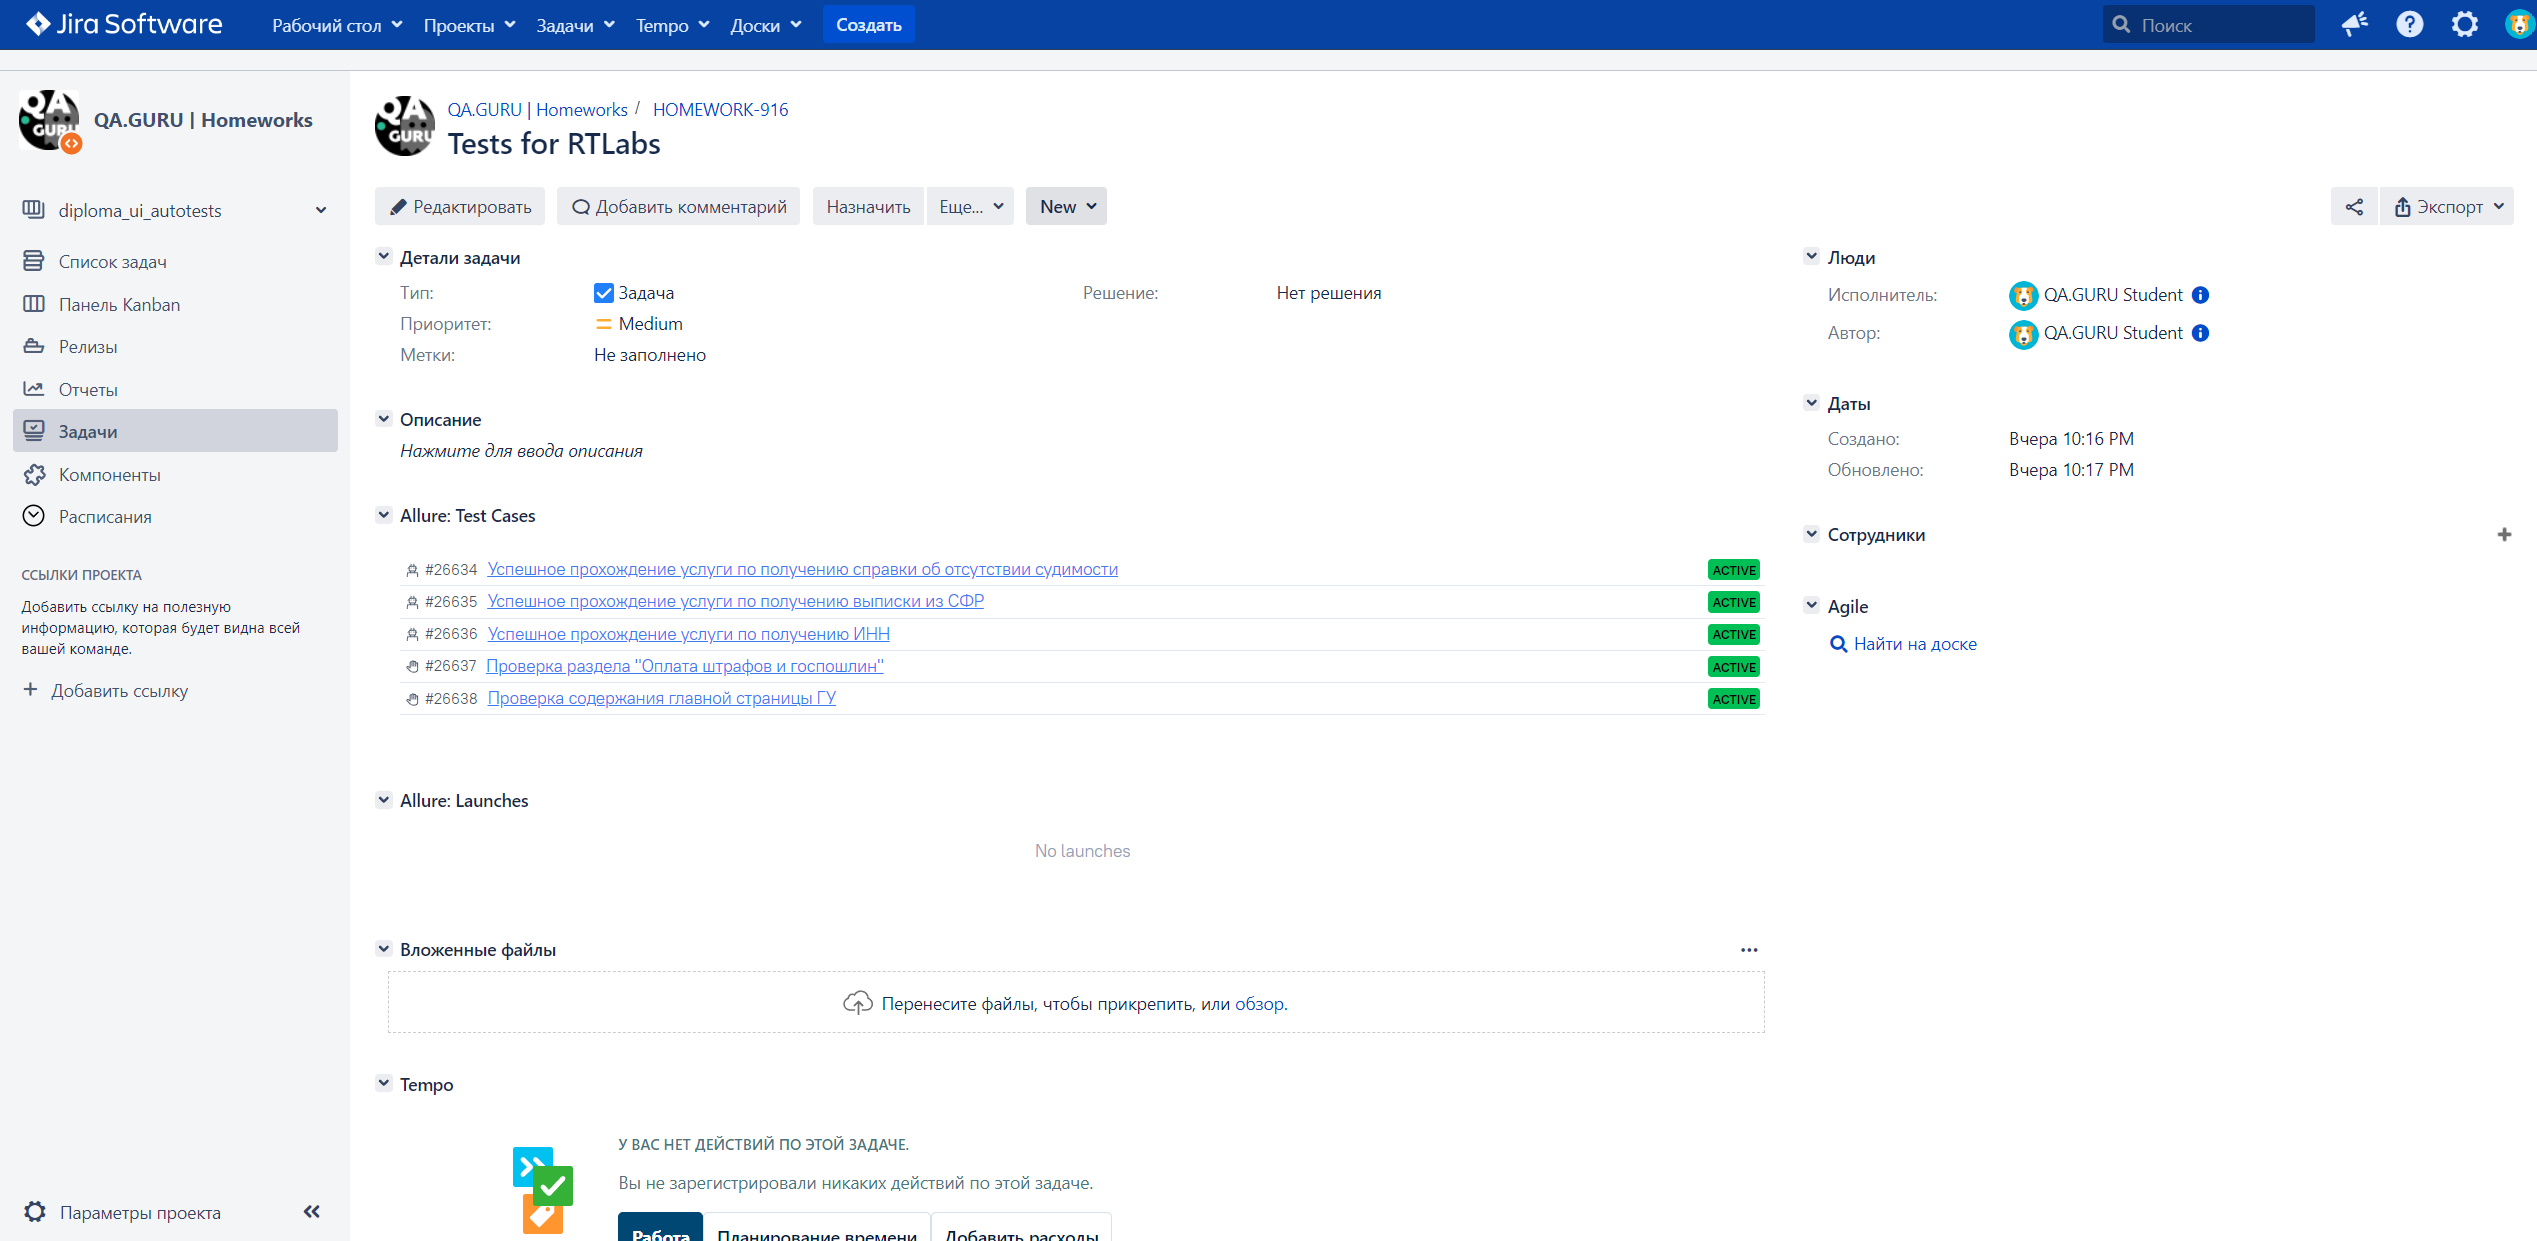 Jira Software
Рабочий стол
Проекты
Задачи
Tempo
Доски
Создать
Поиск
QA.GURU | Homeworks
diploma_ui_autotests
Список задач
Панель Kanban
Релизы
Отчеты
Задачи
Компоненты
Расписания
ССЫЛКИ ПРОЕКТА
Добавить ссылку на полезную
информацию, которая будет видна всей
вашей команде.
+ Добавить ссылку
Параметры проекта
QA GURU
QA.GURU | Homeworks / HOMEWORK-916
Tests for RTLabs
Редактировать
Добавить комментарий
Назначить
Еще...
New
Экспорт
Детали задачи
Тип: Задача
Решение: Нет решения
Приоритет: Medium
Метки: Не заполнено
Описание
Нажмите для ввода описания
Allure: Test Cases
#26634 Успешное прохождение услуги по получению справки об отсутствии судимости ACTIVE
#26635 Успешное прохождение услуги по получению выписки из СФР ACTIVE
#26636 Успешное прохождение услуги по получению ИНН ACTIVE
#26637 Проверка раздела "Оплата штрафов и госпошлин" ACTIVE
#26638 Проверка содержания главной страницы ГУ ACTIVE
Allure: Launches
No launches
Вложенные файлы
Перенесите файлы, чтобы прикрепить, или обзор.
Tempo
У ВАС НЕТ ДЕЙСТВИЙ ПО ЭТОЙ ЗАДАЧЕ.
Вы не зарегистрировали никаких действий по этой задаче.
Работа
Планирование времени
Добавить расходы
Люди
Исполнитель: QA.GURU Student
Автор: QA.GURU Student
Даты
Создано: Вчера 10:16 PM
Обновлено: Вчера 10:17 PM
Сотрудники
Agile
Найти на доске